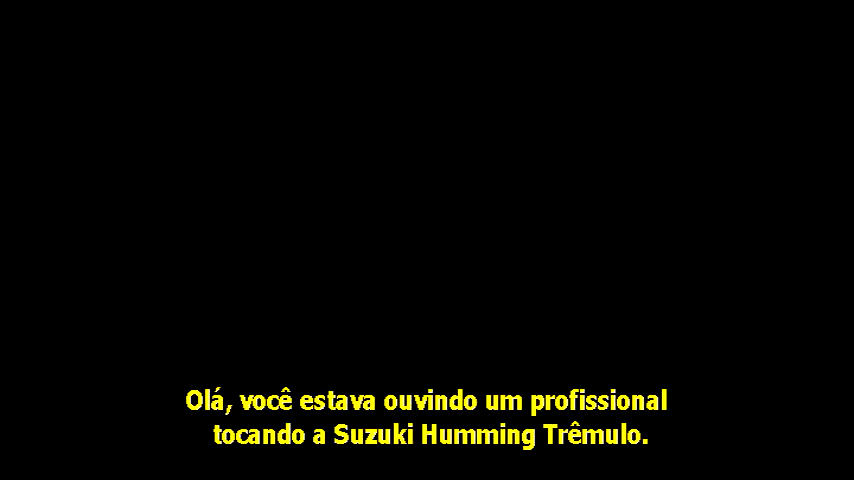 Olá, você estava ouvindo um profissional
tocando a Suzuki Humming Trêmulo.